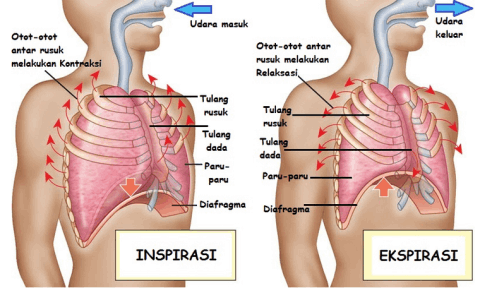 Udara masuk
Otot-otot
antar rusuk
melakukan Kontraksi
Tulang
rusuk
Tulang
dada
Paru-
paru
Diafragma
INSPIRASI
Udara
keluar
Otot-otot antar
rusuk melakukan
Relaksasi
Tulang
rusuk
Tulang
dada
Paru-paru
Diafragma
EKSPIRASI